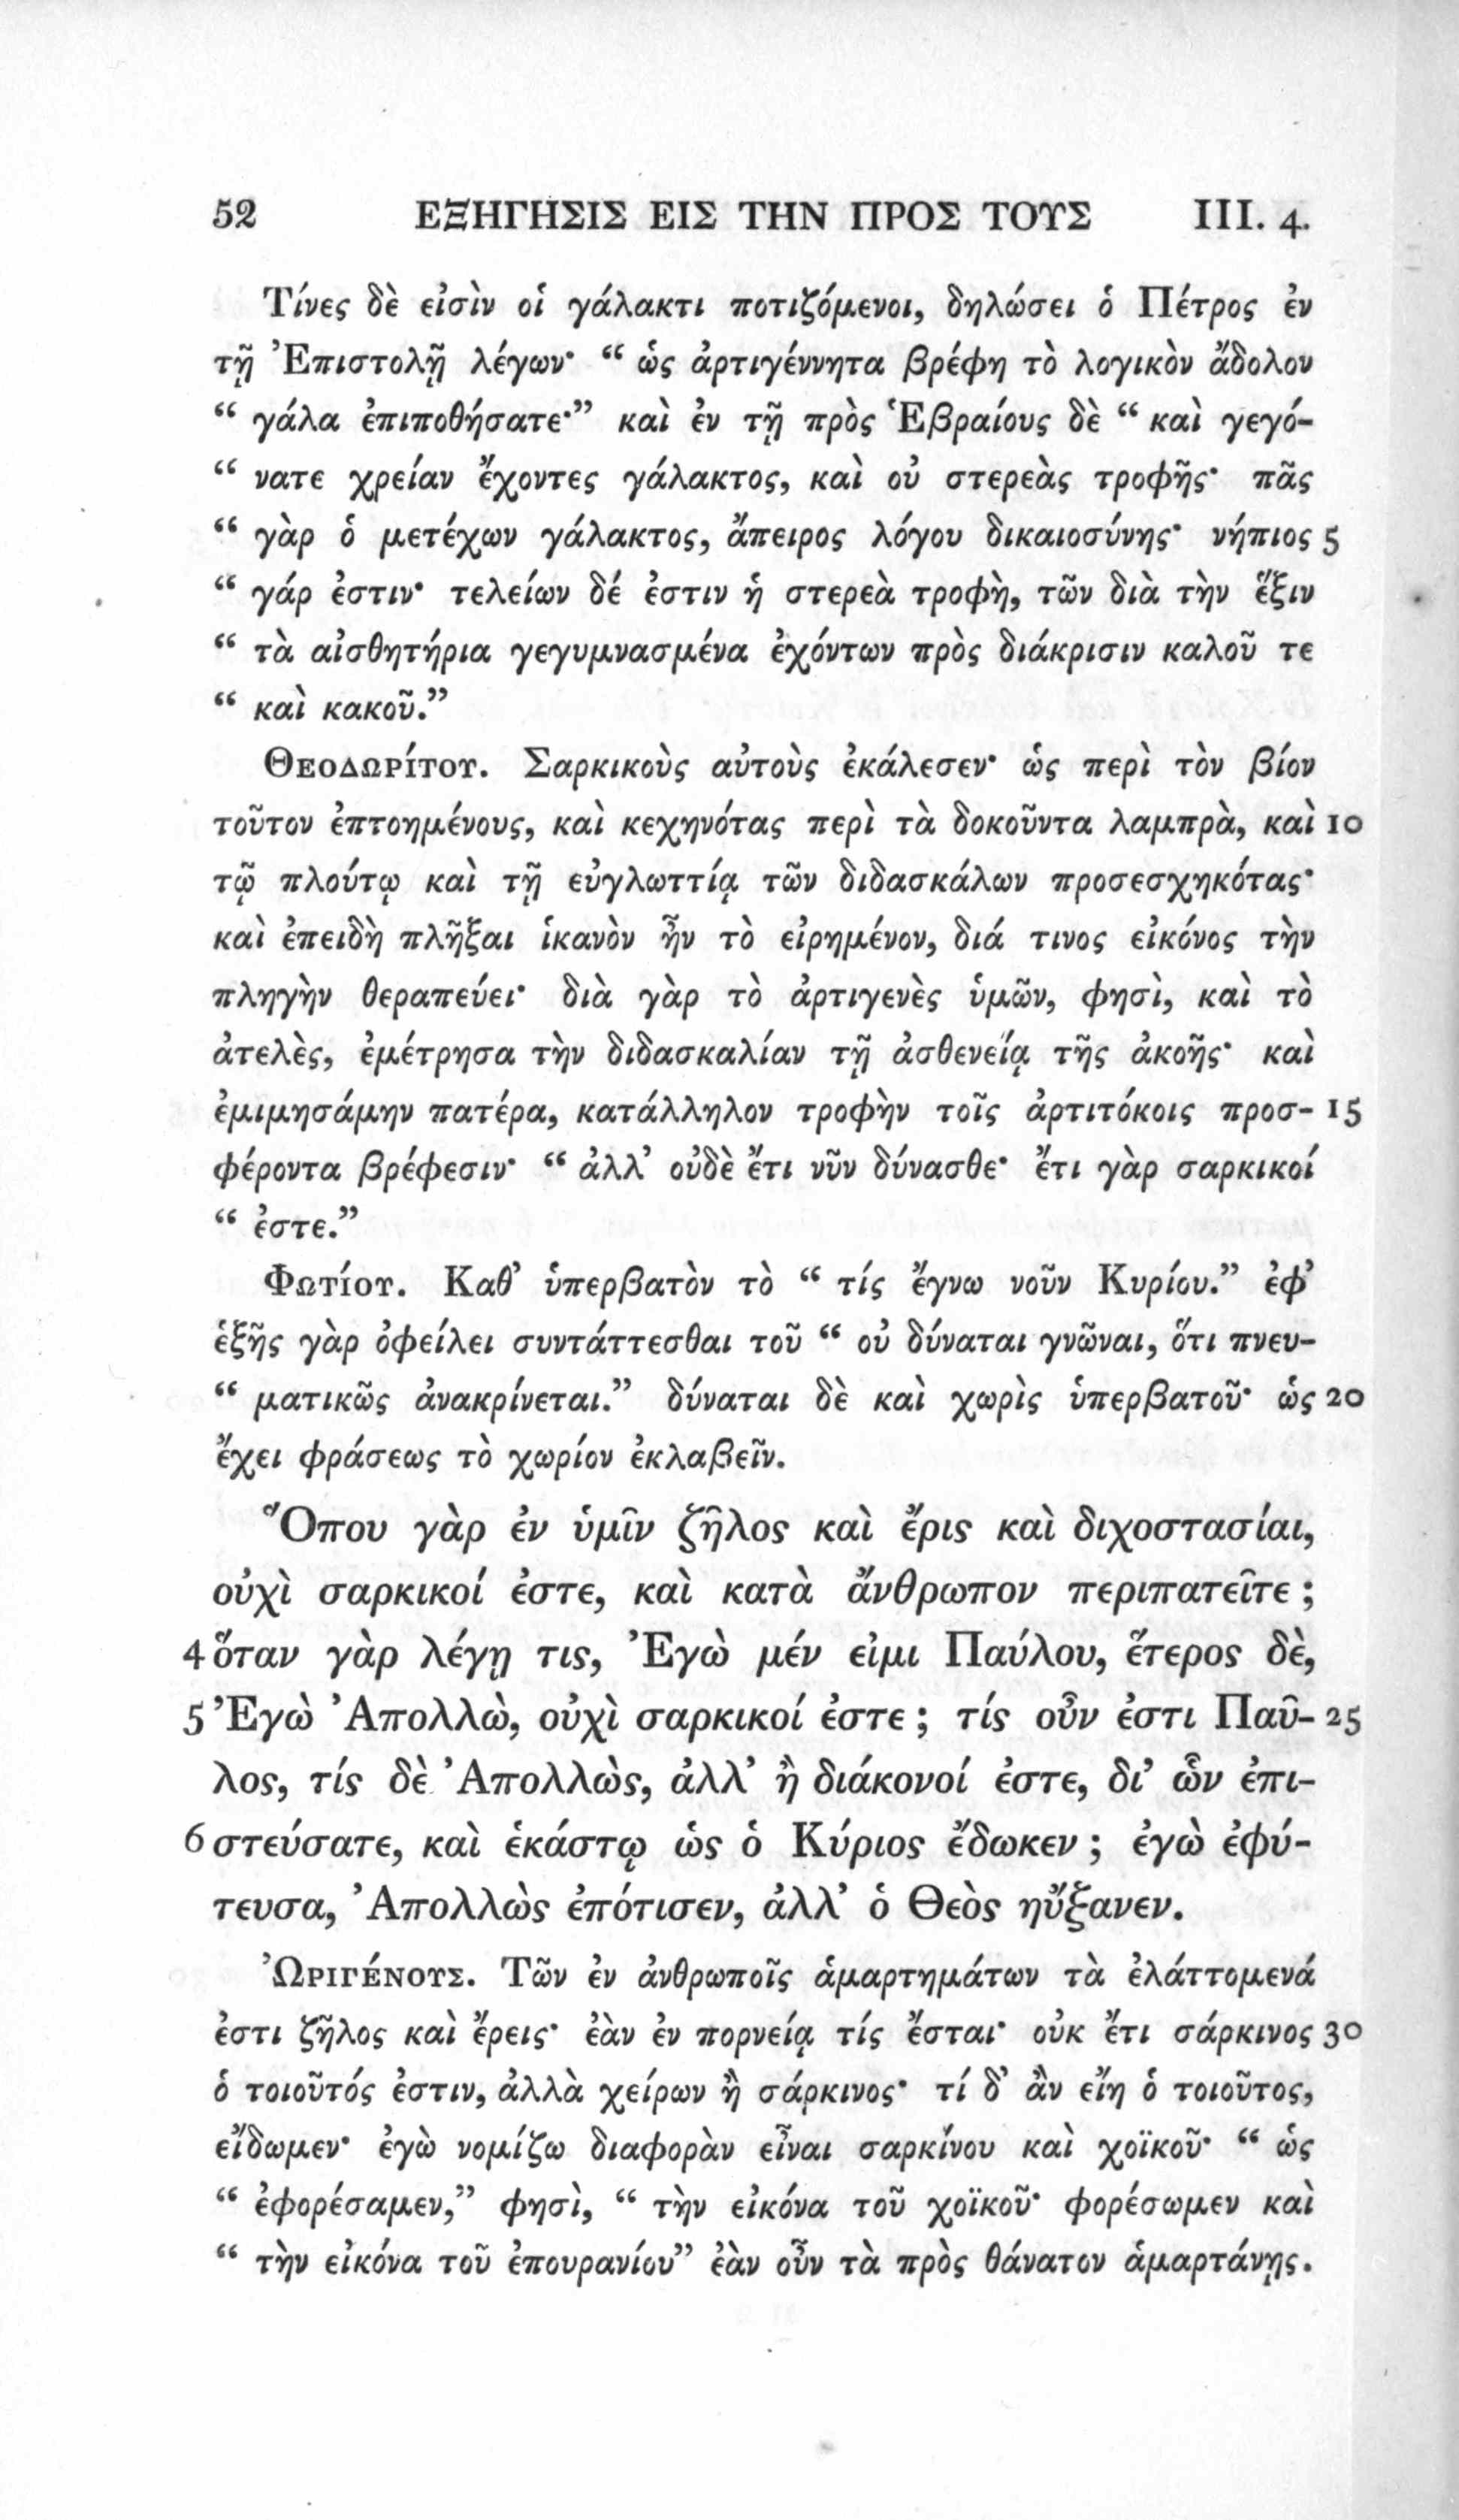 52 ΕΞΗΓΗΣΙΣ ΕΙΣ ΤΗΝ ΠΡΟΣ ΤΟΥΣ III. 4.
Τίνες δὲ εἰσὶν οἱ γάλακτι ποτιζόμενοι, δηλώσει ὁ Πέτρος ἐν
τῇ Ἐπιστολῇ λέγων· “ ὡς ἀρτιγέννητα βρέφη τὸ λογικὸν ἄδολον
“ γάλα ἐπιποθήσατε·” καὶ ἐν τῇ πρὸς Ἑβραίους δὲ “ καὶ γεγό-
“ νατε χρείαν ἔχοντες γάλακτος, καὶ οὐ στερεὰς τροφῆς· πᾶς
“ γὰρ ὁ μετέχων γάλακτος, ἄπειρος λόγου δικαιοσύνης· νήπιος 5
“ γάρ ἐστιν· τελείων δέ ἐστιν ἡ στερεὰ τροφὴ, τῶν διὰ τὴν ἕξιν
“ τὰ αἰσθητήρια γεγυμνασμένα ἐχόντων πρὸς διάκρισιν καλοῦ τε
“ καὶ κακοῦ.”
ΘΕΟΔΩΡΊΤΟΥ. Σαρκικοὺς αὐτοὺς ἐκάλεσεν· ὡς περὶ τὸν βίον
τοῦτον ἐπτοημένους, καὶ κεχηνότας περὶ τὰ δοκοῦντα λαμπρὰ, καὶ 10
τῷ πλούτῳ καὶ τῇ εὐγλωττίᾳ τῶν διδασκάλων προσεσχηκότας·
καὶ ἐπειδὴ πλῆξαι ἱκανὸν ἦν τὸ εἰρημένον, διά τινος εἰκόνος τὴν
πληγὴν θεραπεύει· διὰ γὰρ τὸ ἀρτιγενὲς ὑμῶν, φησὶ, καὶ τὸ
ἀτελὲς, ἐμέτρησα τὴν διδασκαλίαν τῇ ἀσθενείᾳ τῆς ἀκοῆς· καὶ
ἐμιμησάμην πατέρα, κατάλληλον τροφὴν τοῖς ἀρτιτόκοις προσ- 15
φέροντα βρέφεσιν· “ ἀλλ’ οὐδὲ ἔτι νῦν δύνασθε· ἔτι γὰρ σαρκικοί
“ ἐστε.”
ΦΩΤΊΟΥ. Καθ’ ὑπερβατὸν τὸ “ τίς ἔγνω νοῦν Κυρίου.” ἐφ’
ἑξῆς γὰρ ὀφείλει συντάττεσθαι τοῦ “ οὐ δύναται γνῶναι, ὅτι πνευ-
“ ματικῶς ἀνακρίνεται.” δύναται δὲ καὶ χωρὶς ὑπερβατοῦ· ὡς 20
ἔχει φράσεως τὸ χωρίον ἐκλαβεῖν.
Ὅπου γὰρ ἐν ὑμῖν ζῆλος καὶ ἔρις καὶ διχοστασίαι,
οὐχὶ σαρκικοί ἐστε, καὶ κατὰ ἄνθρωπον περιπατεῖτε ;
4 ὅταν γὰρ λέγῃ τις, Ἐγὼ μέν εἰμι Παύλου, ἕτερος δὲ,
5 Ἐγὼ Ἀπολλὼ, οὐχὶ σαρκικοί ἐστε ; τίς οὖν ἐστι Παῦ- 25
λος, τίς δὲ Ἀπολλὼς, ἀλλ’ ἢ διάκονοί ἐστε, δι’ ὧν ἐπι-
6 στεύσατε, καὶ ἑκάστῳ ὡς ὁ Κύριος ἔδωκεν ; ἐγὼ ἐφύ-
τευσα, Ἀπολλὼς ἐπότισεν, ἀλλ’ ὁ Θεὸς ηὔξανεν.
ὨΡΙΓΈΝΟΥΣ. Τῶν ἐν ἀνθρωποῖς ἁμαρτημάτων τὰ ἐλάττομενά
ἐστι ζῆλος καὶ ἔρεις· ἐὰν ἐν πορνείᾳ τίς ἔσται· οὐκ ἔτι σάρκινος 30
ὁ τοιοῦτός ἐστιν, ἀλλὰ χείρων ἢ σάρκινος· τί δ’ ἂν εἴη ὁ τοιοῦτος,
εἴδωμεν· ἐγὼ νομίζω διαφορὰν εἶναι σαρκίνου καὶ χοϊκοῦ· “ ὡς
“ ἐφορέσαμεν,” φησὶ, “ τὴν εἰκόνα τοῦ χοϊκοῦ· φορέσωμεν καὶ
“ τὴν εἰκόνα τοῦ ἐπουρανίου” ἐὰν οὖν τὰ πρὸς θάνατον ἁμαρτάνῃς.